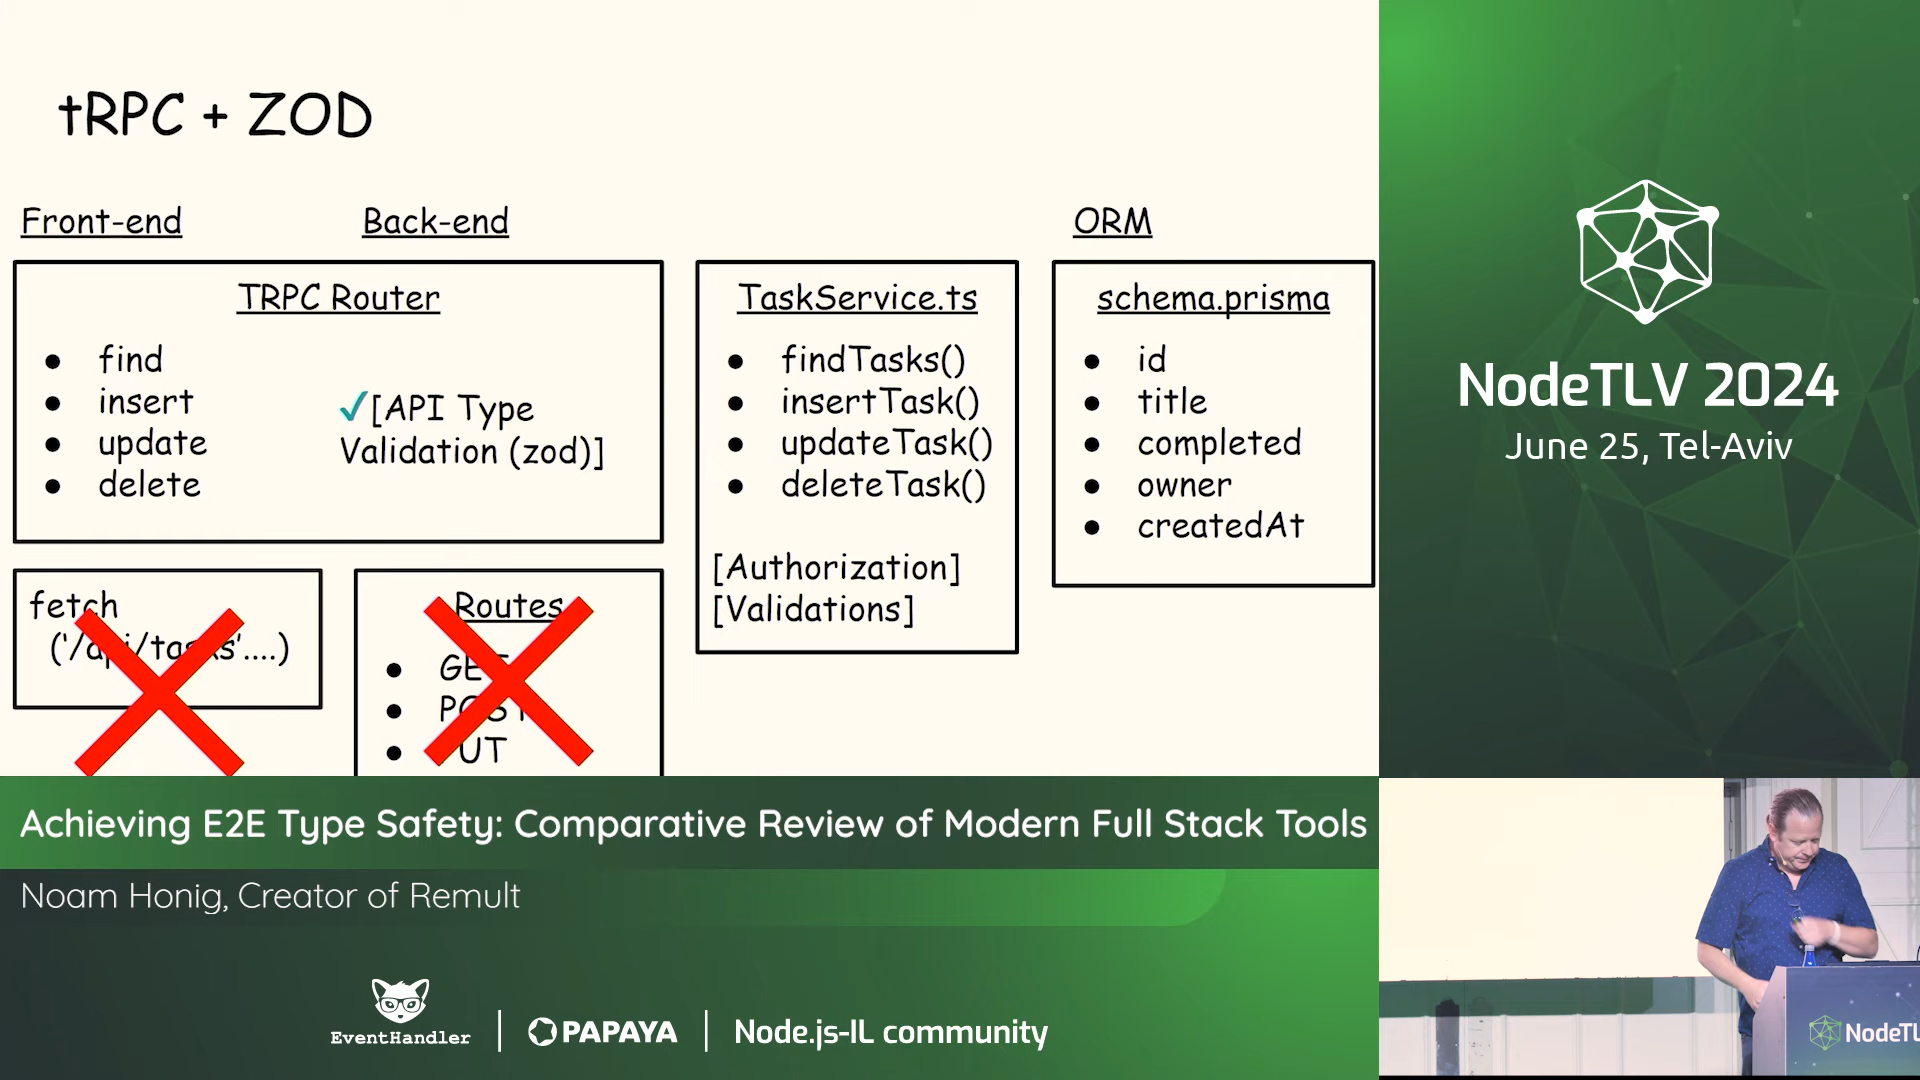 tRPC + ZOD
Front-end
Back-end
ORM
TRPC Router
find
insert
update
delete
✓[API Type
Validation (zod)]
TaskService.ts
findTasks()
insertTask()
updateTask()
deleteTask()
[Authorization]
[Validations]
schema.prisma
id
title
completed
owner
createdAt
fetch
('/api/tasks'....)
Routes
GET
POST
UT
NodeTLV 2024
June 25, Tel-Aviv
Achieving E2E Type Safety: Comparative Review of Modern Full Stack Tools
Noam Honig, Creator of Remult
EventHandler
PAPAYA
Node.js-IL community
NodeTL